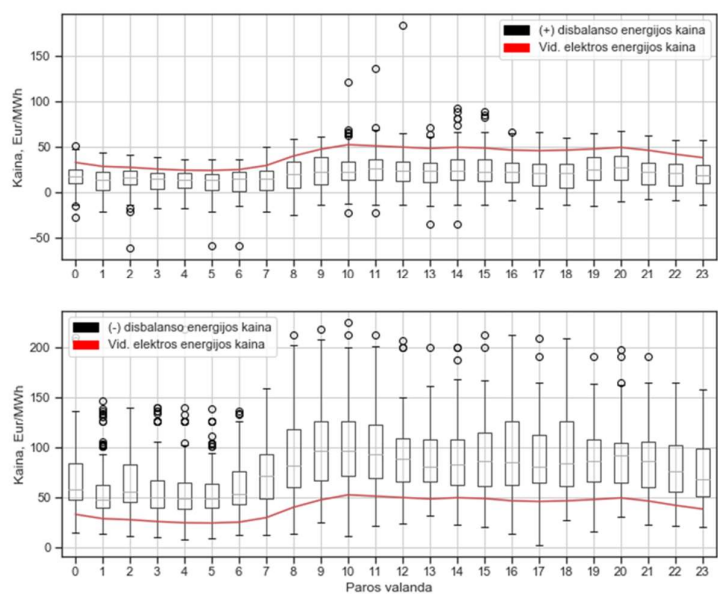 (+) disbalanso energijos kaina
Vid. elektros energijos kaina
Kaina, Eur/MWh
150
100
50
0
−50
0 1 2 3 4 5 6 7 8 9 10 11 12 13 14 15 16 17 18 19 20 21 22 23
(-) disbalanso energijos kaina
Vid. elektros energijos kaina
Kaina, Eur/MWh
200
150
100
50
0
0 1 2 3 4 5 6 7 8 9 10 11 12 13 14 15 16 17 18 19 20 21 22 23
Paros valanda